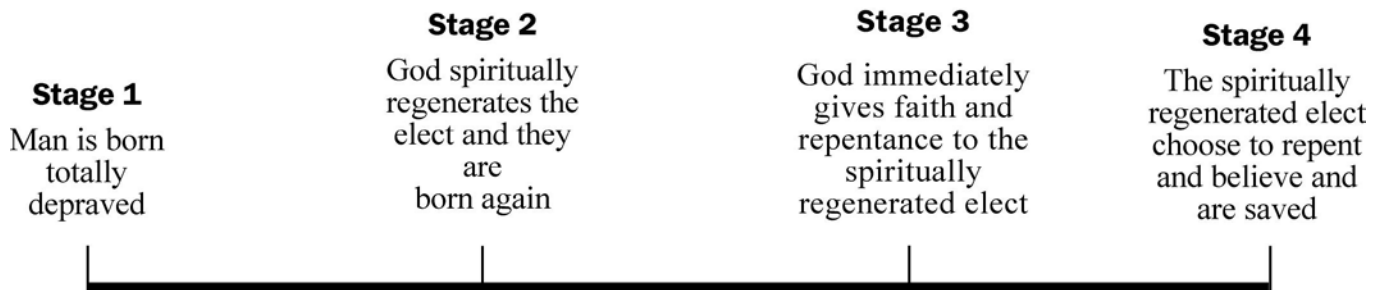 Stage 1
Man is born
totally
depraved
Stage 2
God spiritually
regenerates the
elect and they
are
born again
Stage 3
God immediately
gives faith and
repentance to the
spiritually
regenerated elect
Stage 4
The spiritually
regenerated elect
choose to repent
and believe and
are saved